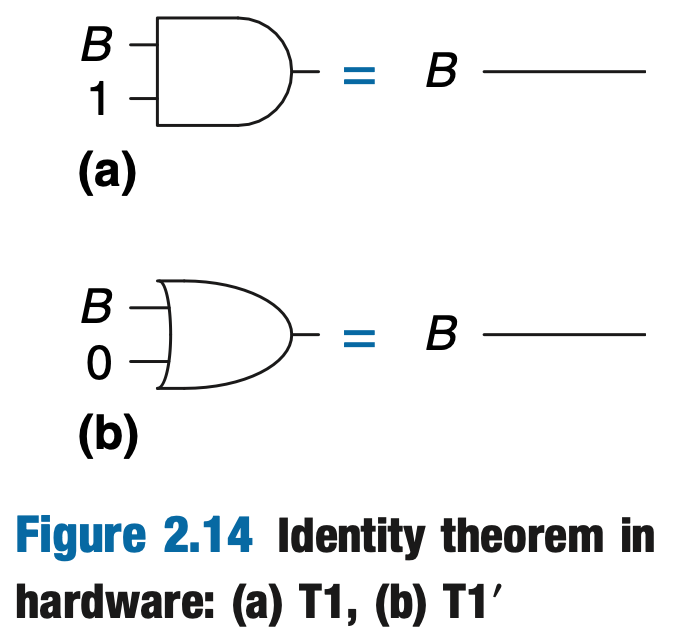 B
1
= B
(a)
B
0
= B
(b)
Figure 2.14 Identity theorem in
hardware: (a) T1, (b) T1′